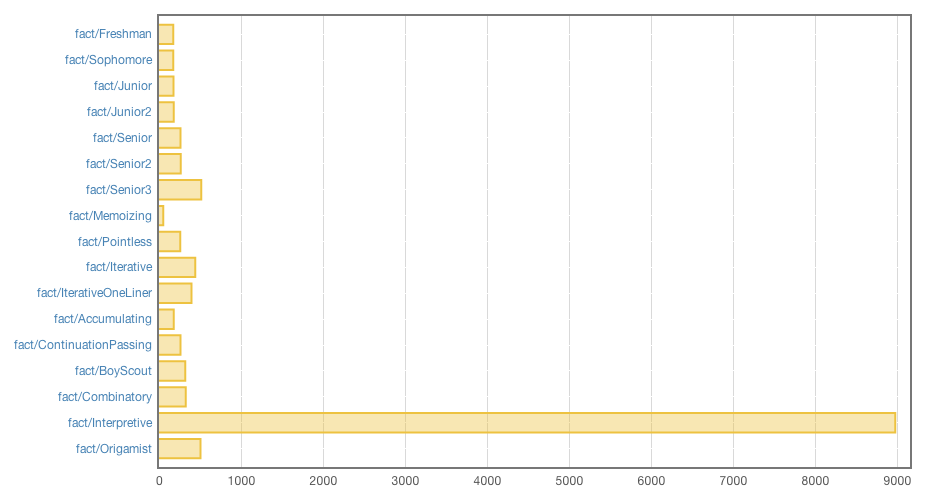 fact/Freshman
fact/Sophomore
fact/Junior
fact/Junior2
fact/Senior
fact/Senior2
fact/Senior3
fact/Memoizing
fact/Pointless
fact/Iterative
fact/IterativeOneLiner
fact/Accumulating
fact/ContinuationPassing
fact/BoyScout
fact/Combinatory
fact/Interpretive
fact/Origamist
0 1000 2000 3000 4000 5000 6000 7000 8000 9000